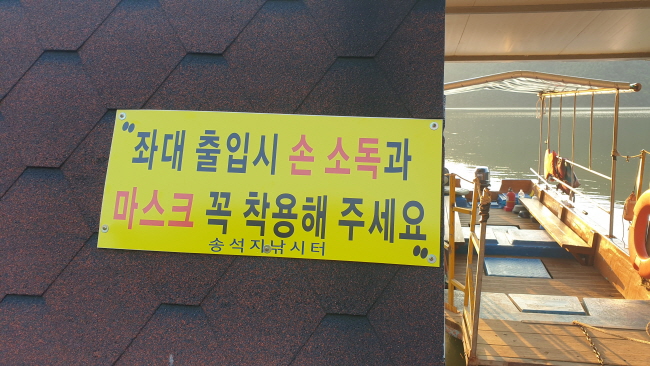 "좌대 출입시 손 소독과
마스크 꼭 착용해 주세요"
송석지낚시터